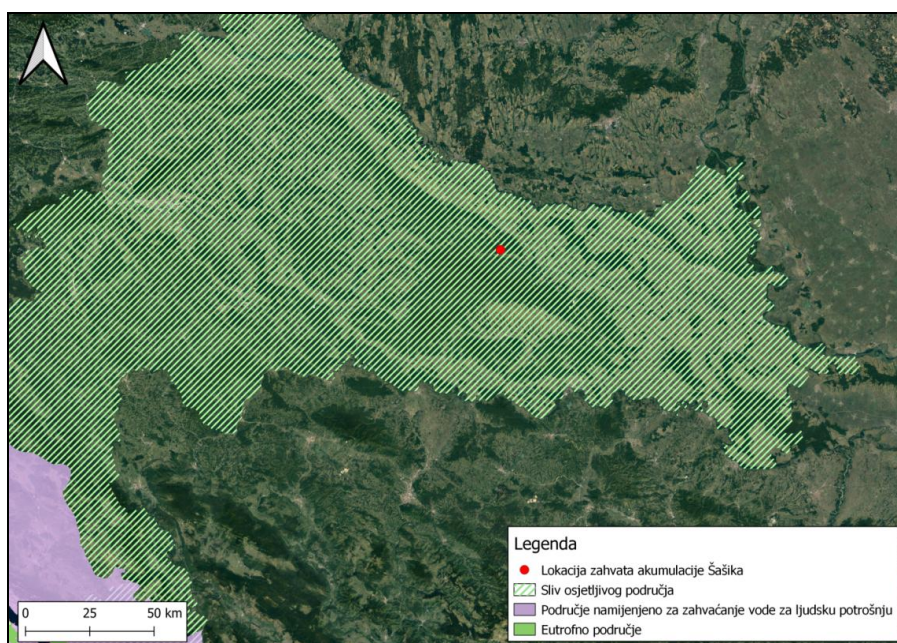 Legenda
Lokacija zahvata akumulacije Šašika
Sliv osjetljivog područja
Područje namijenjeno za zahvaćanje vode za ljudsku potrošnju
Eutrofno područje
0 25 50 km